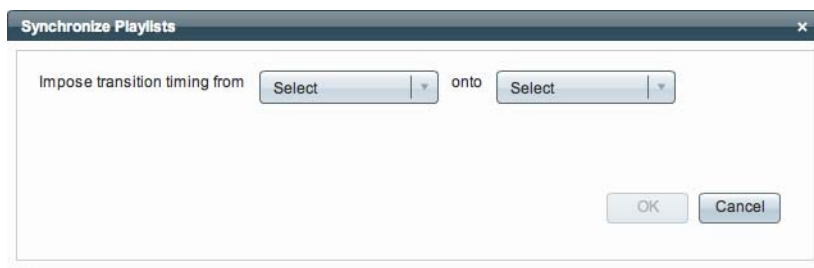 Synchronize Playlists ×
Impose transition timing from Select onto Select
OK Cancel